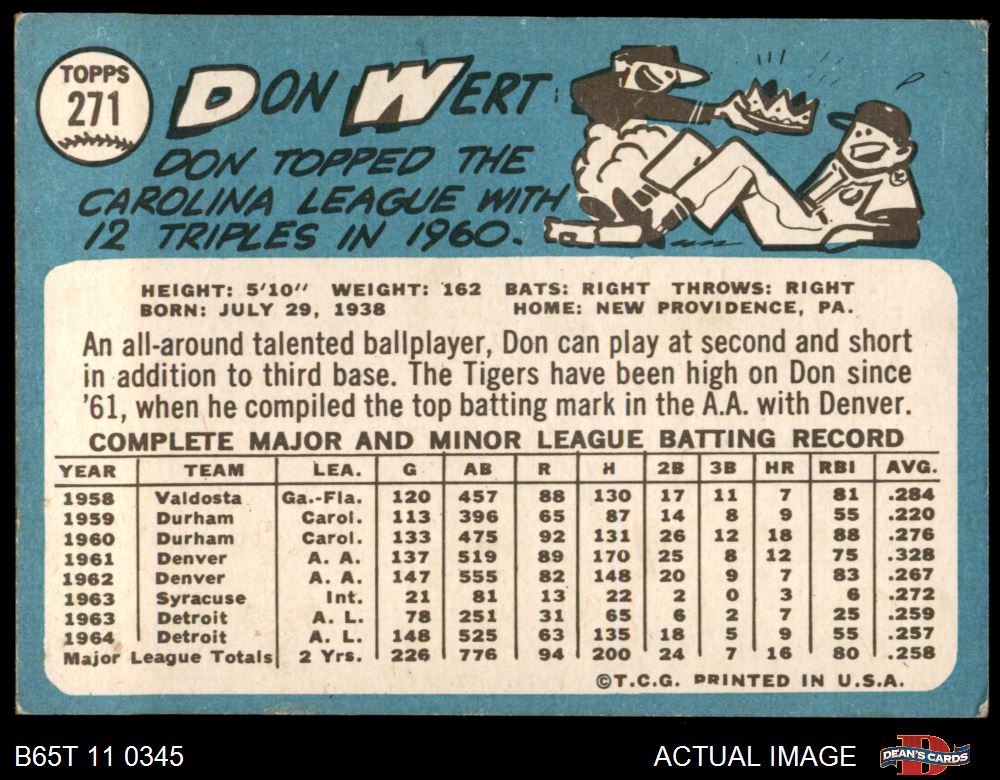 TOPPS
271
DON WERT
DON TOPPED THE
CAROLINA LEAGUE WITH
12 TRIPLES IN 1960.
HEIGHT: 5'10" WEIGHT: 162 BATS: RIGHT THROWS: RIGHT
BORN: JULY 29, 1938 HOME: NEW PROVIDENCE, PA.
An all-around talented ballplayer, Don can play at second and short
in addition to third base. The Tigers have been high on Don since
'61, when he compiled the top batting mark in the A.A. with Denver.
COMPLETE MAJOR AND MINOR LEAGUE BATTING RECORD
YEAR TEAM LEA. G AB R H 2B 3B HR RBI AVG.
1958 Valdosta Ga.-Fla. 120 457 88 130 17 11 7 81 .284
1959 Durham Carol. 113 396 65 87 14 8 9 55 .220
1960 Durham Carol. 133 475 92 131 26 12 18 88 .276
1961 Denver A. A. 137 519 89 170 25 8 12 75 .328
1962 Denver A. A. 147 555 82 148 20 9 7 83 .267
1963 Syracuse Int. 21 81 13 22 2 0 3 6 .272
1963 Detroit A. L. 78 251 31 65 6 2 7 25 .259
1964 Detroit A. L. 148 525 63 135 18 5 9 55 .257
Major League Totals 2 Yrs. 226 776 94 200 24 7 16 80 .258
©T.C.G. PRINTED IN U.S.A.
B65T 11 0345 ACTUAL IMAGE DEAN'S CARDS